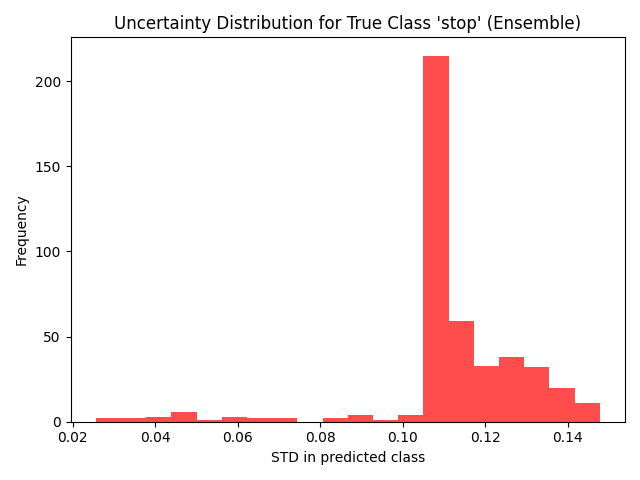 Uncertainty Distribution for True Class 'stop' (Ensemble)
200
150
100
50
0
Frequency
0.02 0.04 0.06 0.08 0.10 0.12 0.14
STD in predicted class